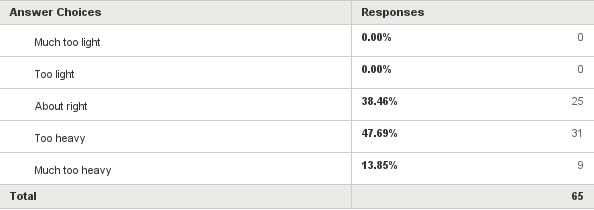 Answer Choices Responses
Much too light 0.00% 0
Too light 0.00% 0
About right 38.46% 25
Too heavy 47.69% 31
Much too heavy 13.85% 9
Total 65